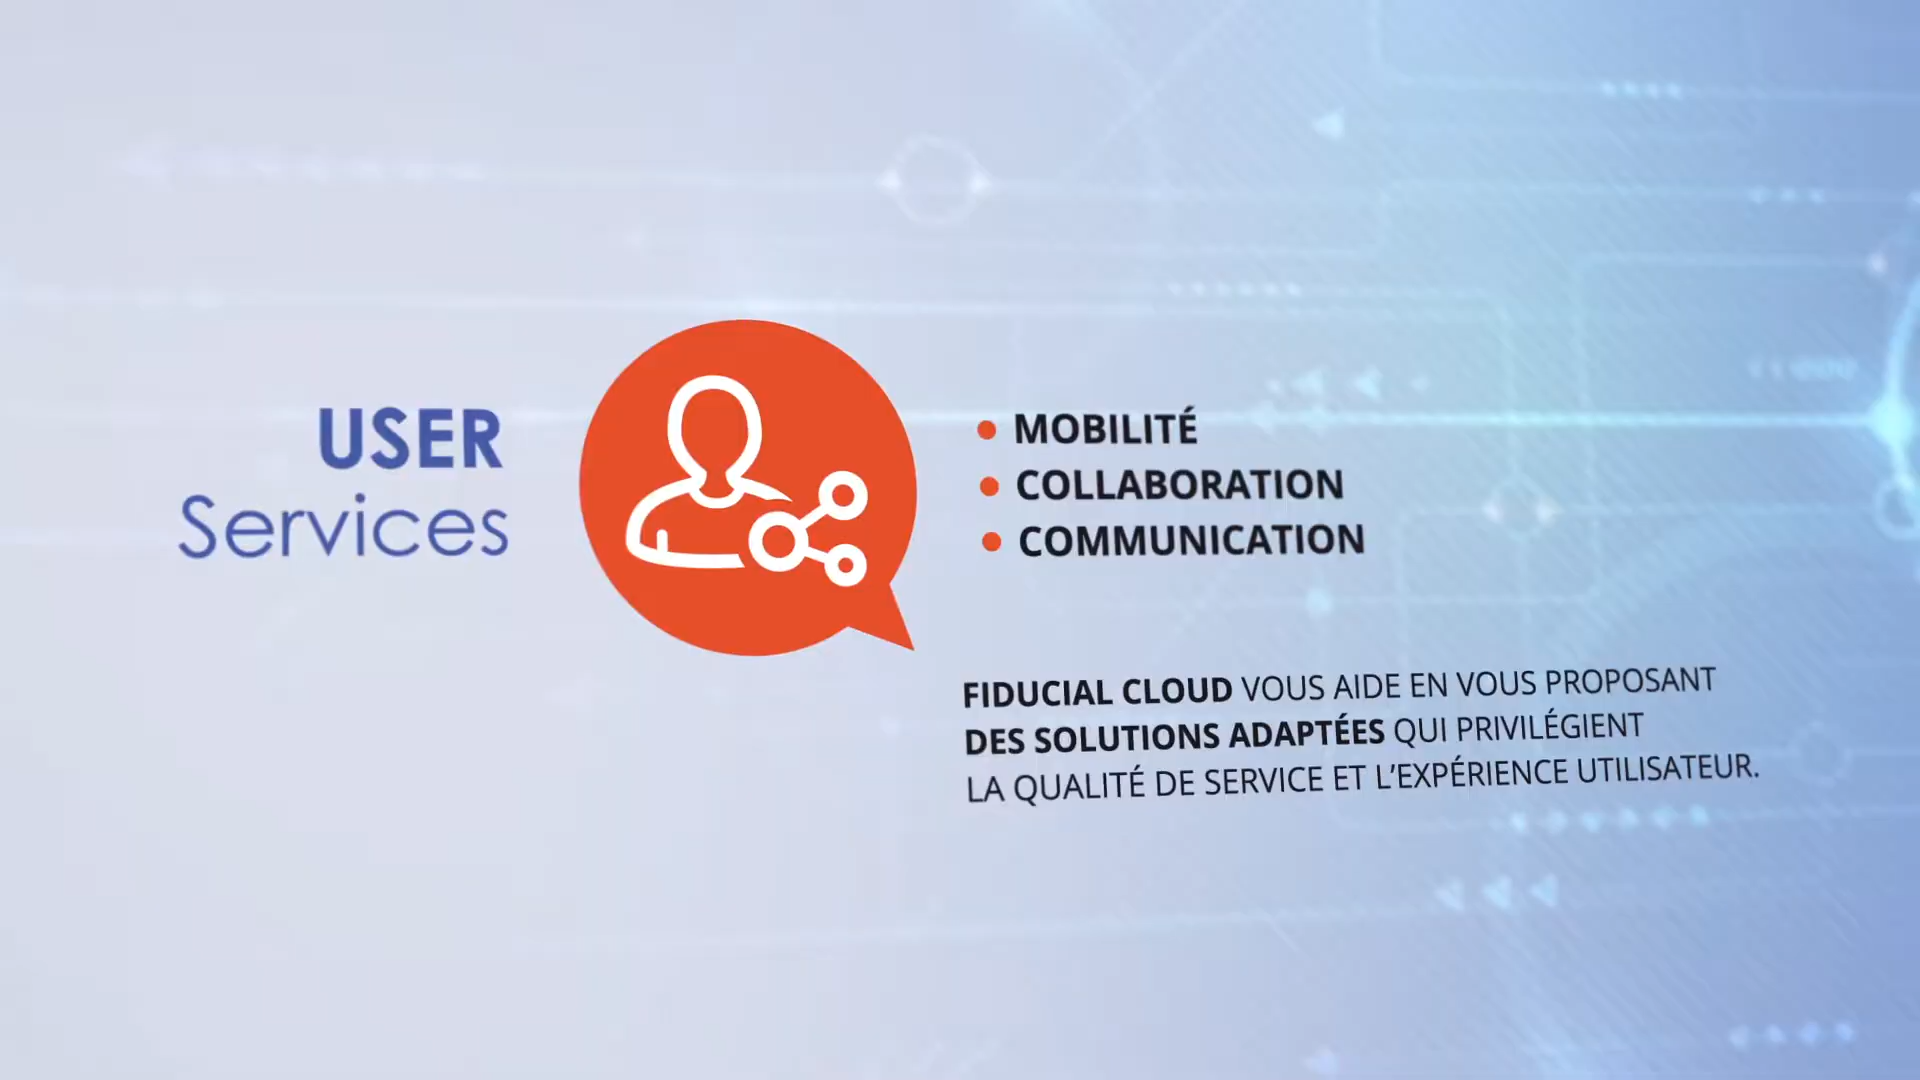 USER
Services
MOBILITÉ
COLLABORATION
COMMUNICATION
FIDUCIAL CLOUD VOUS AIDE EN VOUS PROPOSANT
DES SOLUTIONS ADAPTÉES QUI PRIVILÉGIENT
LA QUALITÉ DE SERVICE ET L’EXPÉRIENCE UTILISATEUR.